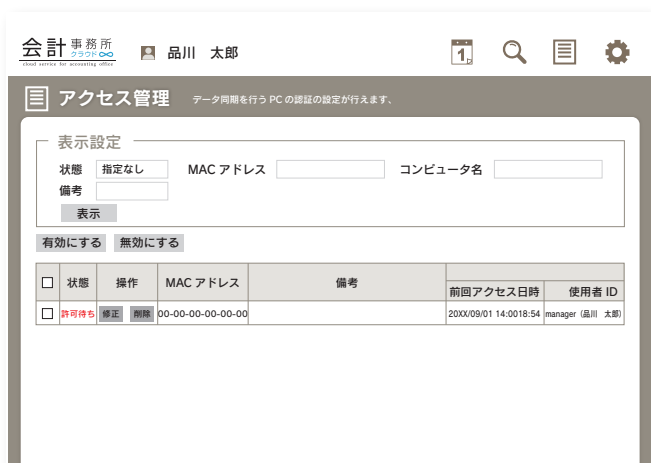 会計事務所クラウド
cloud service for accounting office
品川　太郎
1
アクセス管理 データ同期を行う PC の認証の設定が行えます、
表示設定
状態 指定なし MAC アドレス コンピュータ名
備考
表示
有効にする 無効にする
状態 操作 MAC アドレス 備考
前回アクセス日時 使用者 ID
許可待ち 修正 削除 00-00-00-00-00-00 20XX/09/01 14:0018:54 manager（品川　太郎）